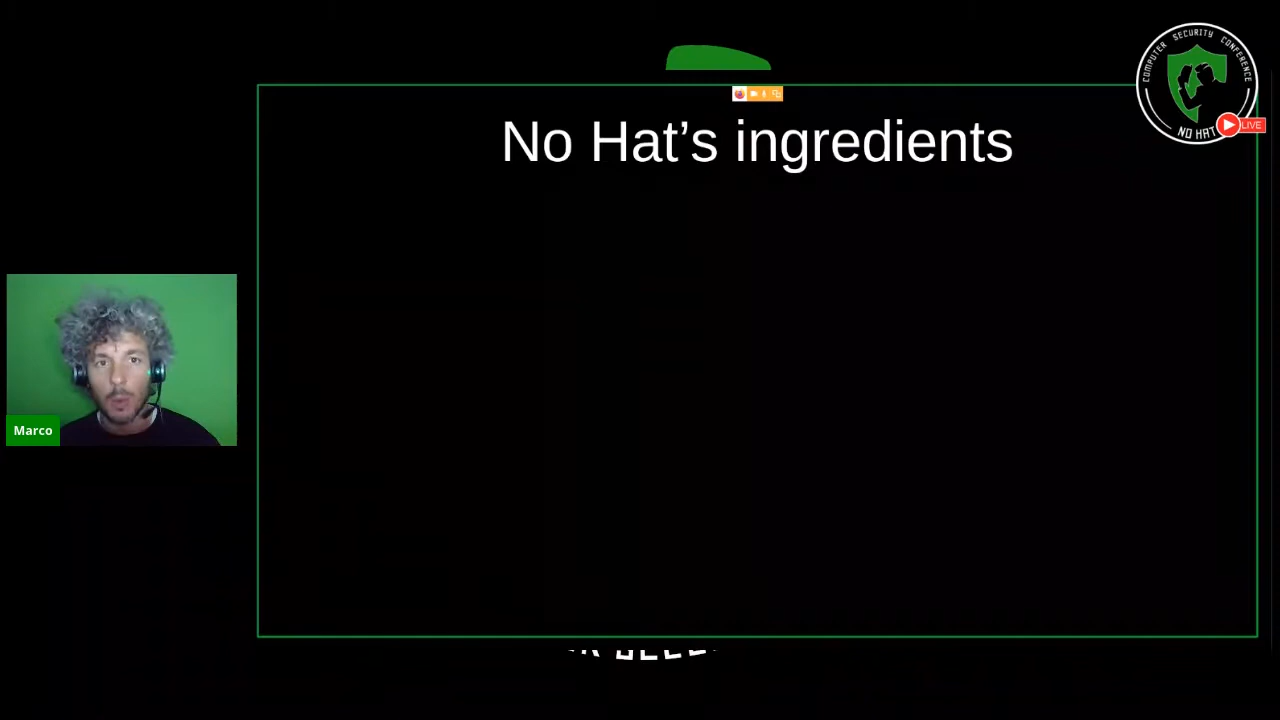 COMPUTER SECURITY CONFERENCE
No Hat's ingredients
NO HAT
LIVE
Marco